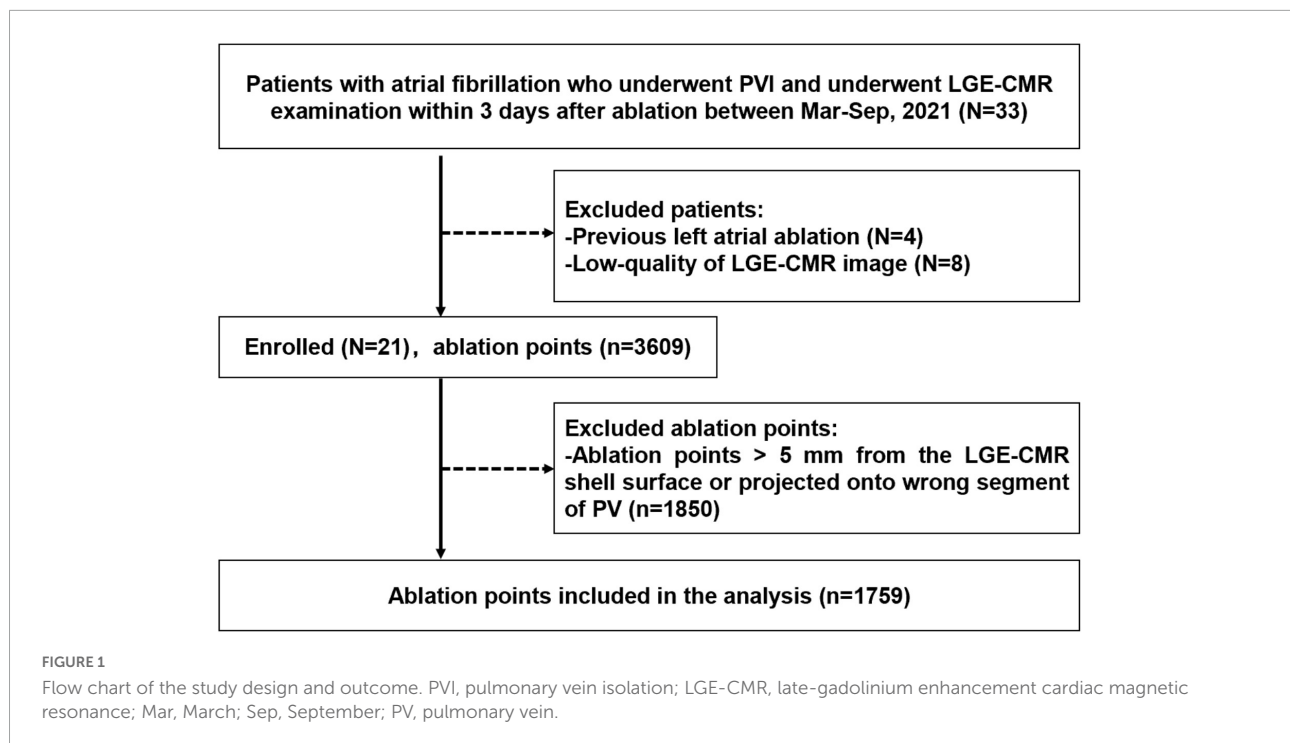 Patients with atrial fibrillation who underwent PVI and underwent LGE-CMR
examination within 3 days after ablation between Mar-Sep, 2021 (N=33)
Excluded patients:
-Previous left atrial ablation (N=4)
-Low-quality of LGE-CMR image (N=8)
Enrolled (N=21),  ablation points (n=3609)
Excluded ablation points:
-Ablation points > 5 mm from the LGE-CMR
shell surface or projected onto wrong segment
of PV (n=1850)
Ablation points included in the analysis (n=1759)
FIGURE 1
Flow chart of the study design and outcome. PVI, pulmonary vein isolation; LGE-CMR, late-gadolinium enhancement cardiac magnetic
resonance; Mar, March; Sep, September; PV, pulmonary vein.